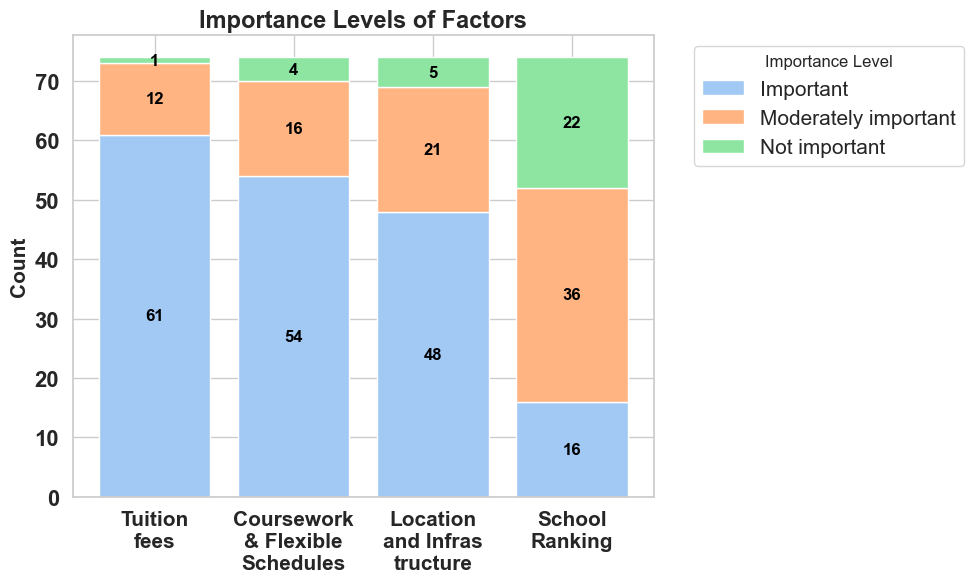 Importance Levels of Factors
Count
70
60
50
40
30
20
10
0
1
12
61
4
16
54
5
21
48
22
36
16
Tuition
fees
Coursework
& Flexible
Schedules
Location
and Infras
tructure
School
Ranking
Importance Level
Important
Moderately important
Not important